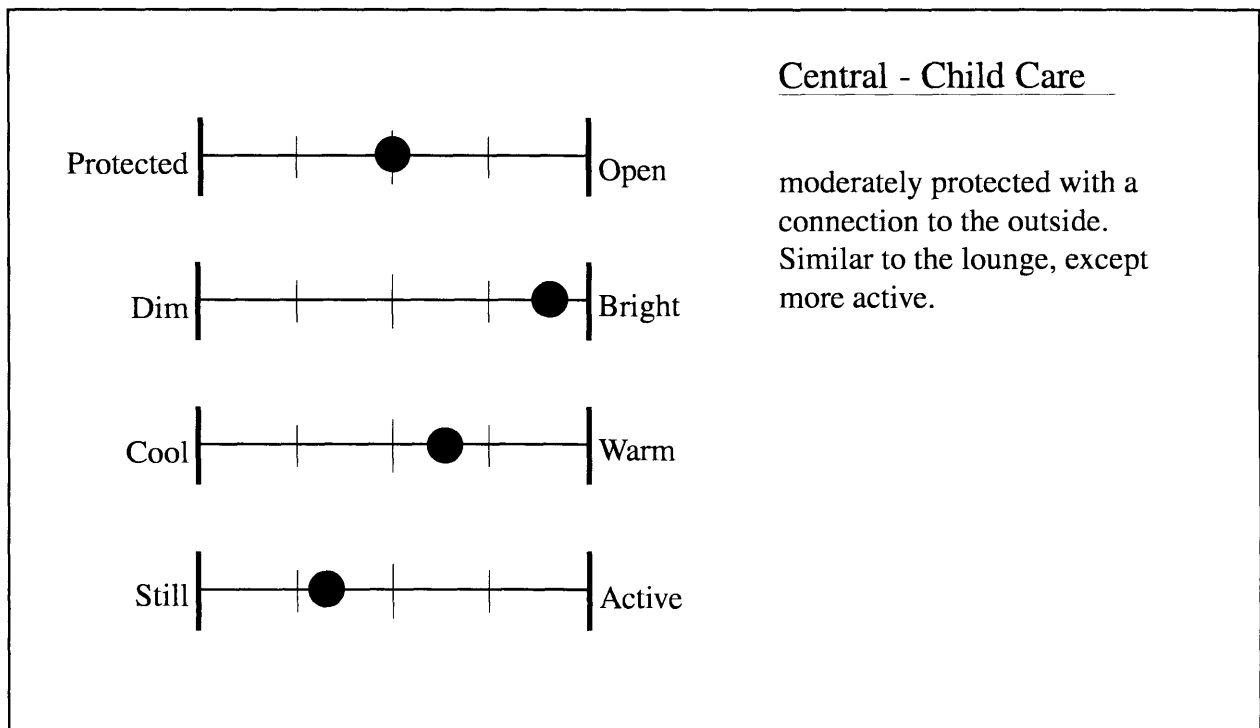 Central - Child Care
Protected
Open
moderately protected with a
connection to the outside.
Similar to the lounge, except
more active.
Dim
Bright
Cool
Warm
Still
Active